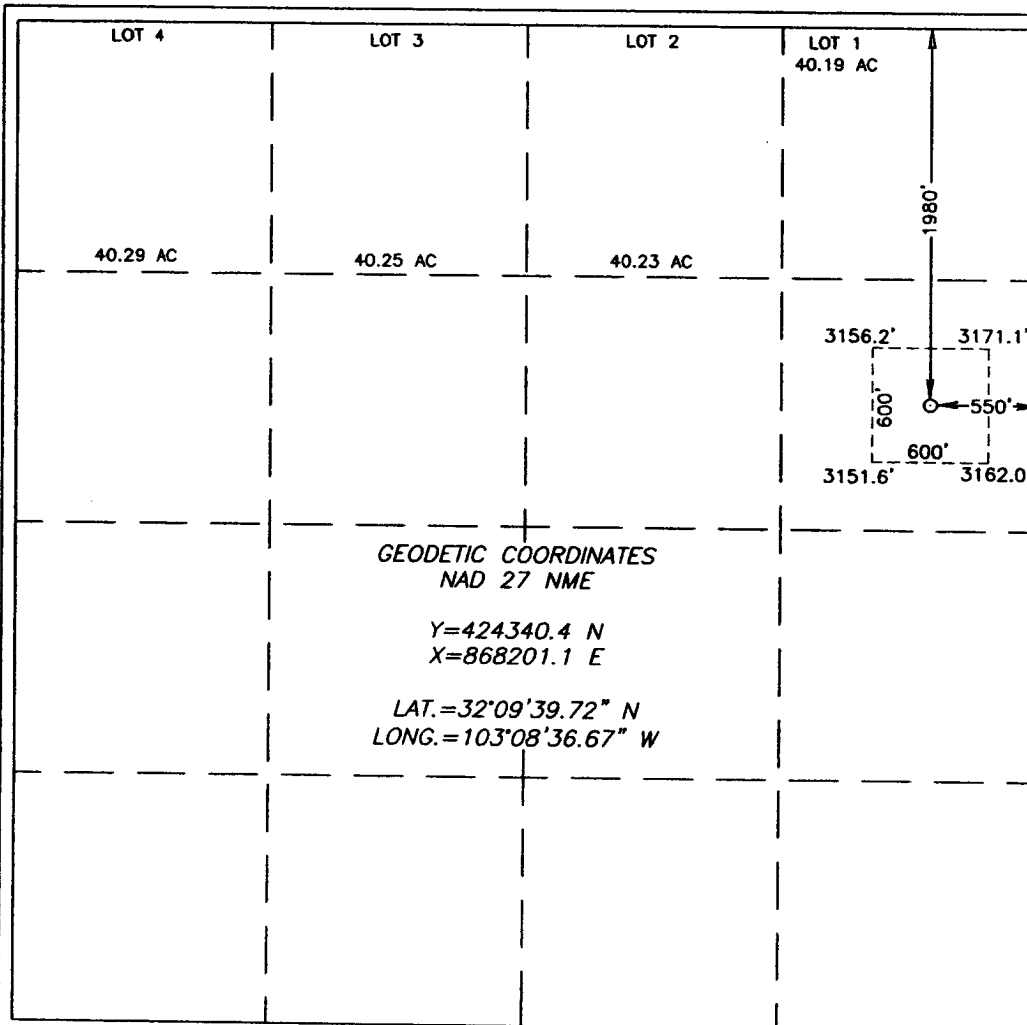 LOT 4
LOT 3
LOT 2
LOT 1
40.19 AC
1980'
40.29 AC
40.25 AC
40.23 AC
3156.2'
3171.1'
600'
550'
600'
3151.6'
3162.0
GEODETIC COORDINATES
NAD 27 NME
Y=424340.4 N
X=868201.1 E
LAT.=32°09'39.72" N
LONG.=103°08'36.67" W